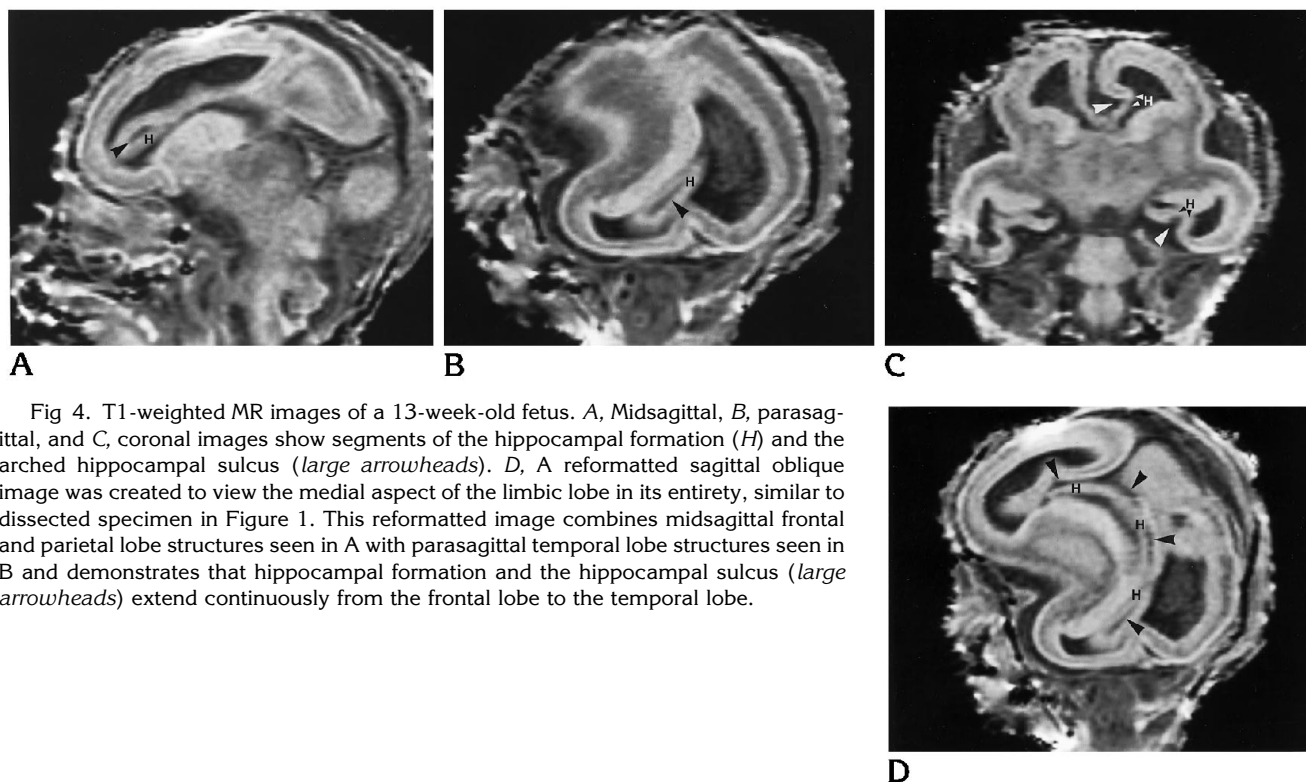 H
H
H
H
A
B
C
Fig 4. T1-weighted MR images of a 13-week-old fetus. A, Midsagittal, B, parasag-
ittal, and C, coronal images show segments of the hippocampal formation (H) and the
arched hippocampal sulcus (large arrowheads). D, A reformatted sagittal oblique
image was created to view the medial aspect of the limbic lobe in its entirety, similar to
dissected specimen in Figure 1. This reformatted image combines midsagittal frontal
and parietal lobe structures seen in A with parasagittal temporal lobe structures seen in
B and demonstrates that hippocampal formation and the hippocampal sulcus (large
arrowheads) extend continuously from the frontal lobe to the temporal lobe.
H
H
H
D